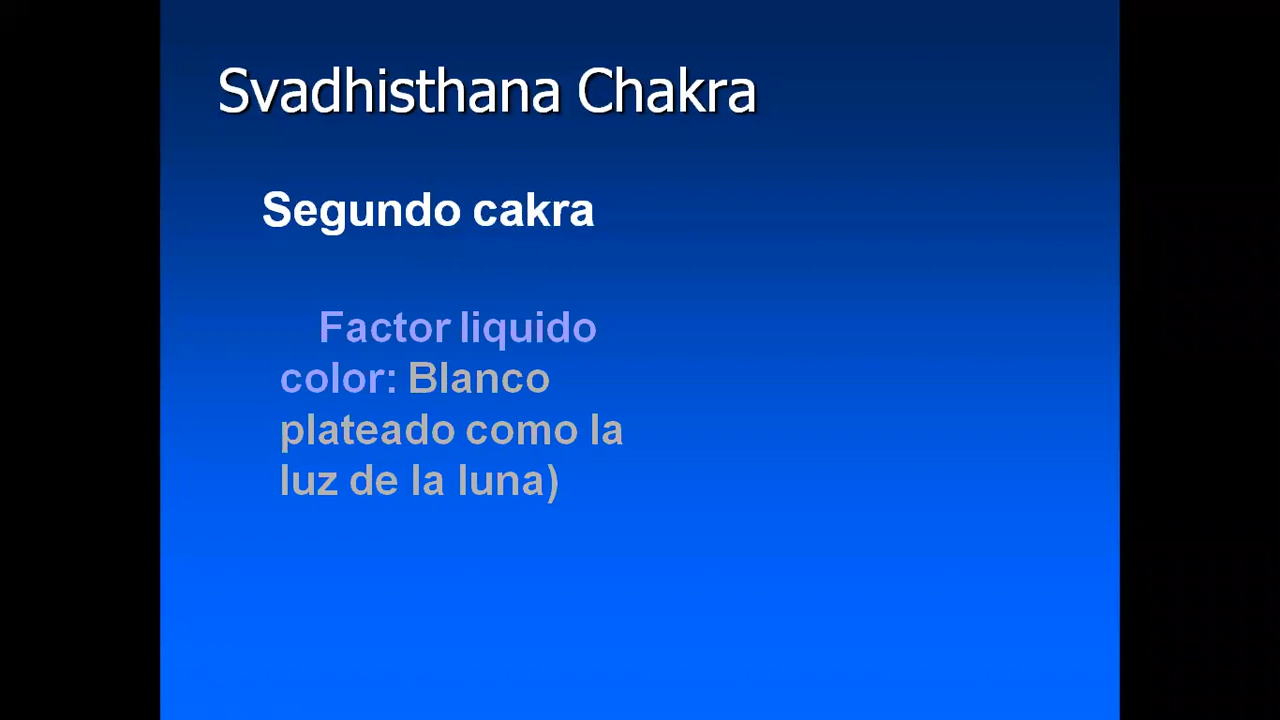 Svadhisthana Chakra
Segundo cakra
Factor liquido
color: Blanco
plateado como la
luz de la luna)